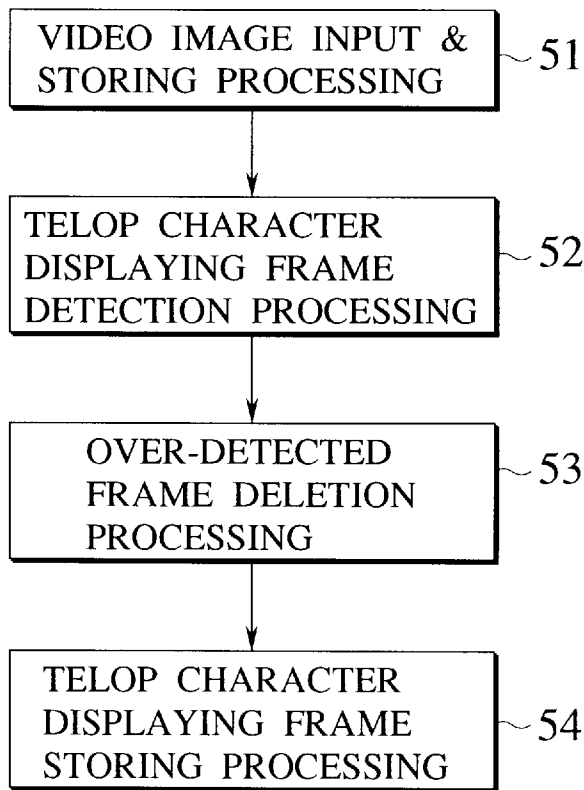 VIDEO IMAGE INPUT &
STORING PROCESSING
51
TELOP CHARACTER
DISPLAYING FRAME
DETECTION PROCESSING
52
OVER-DETECTED
FRAME DELETION
PROCESSING
53
TELOP CHARACTER
DISPLAYING FRAME
STORING PROCESSING
54